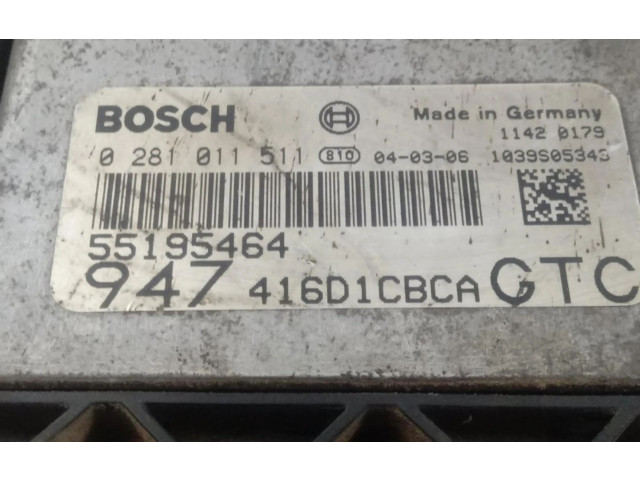 BOSCH Made in Germany
1142 0179
0 281 011 511 810 04-03-06 1039S05343
55195464
947 416D1CBCA GTC